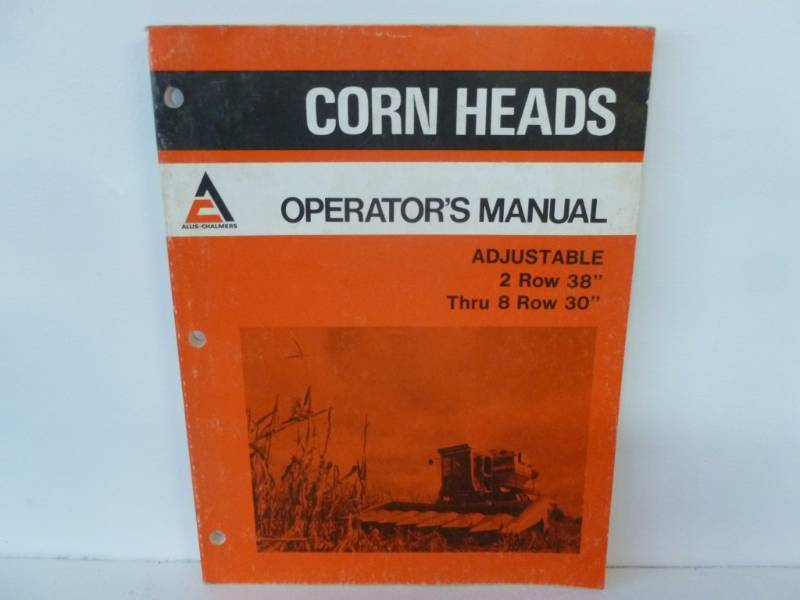 CORN HEADS
ALLIS-CHALMERS
OPERATOR'S MANUAL
ADJUSTABLE
2 Row 38"
Thru 8 Row 30"